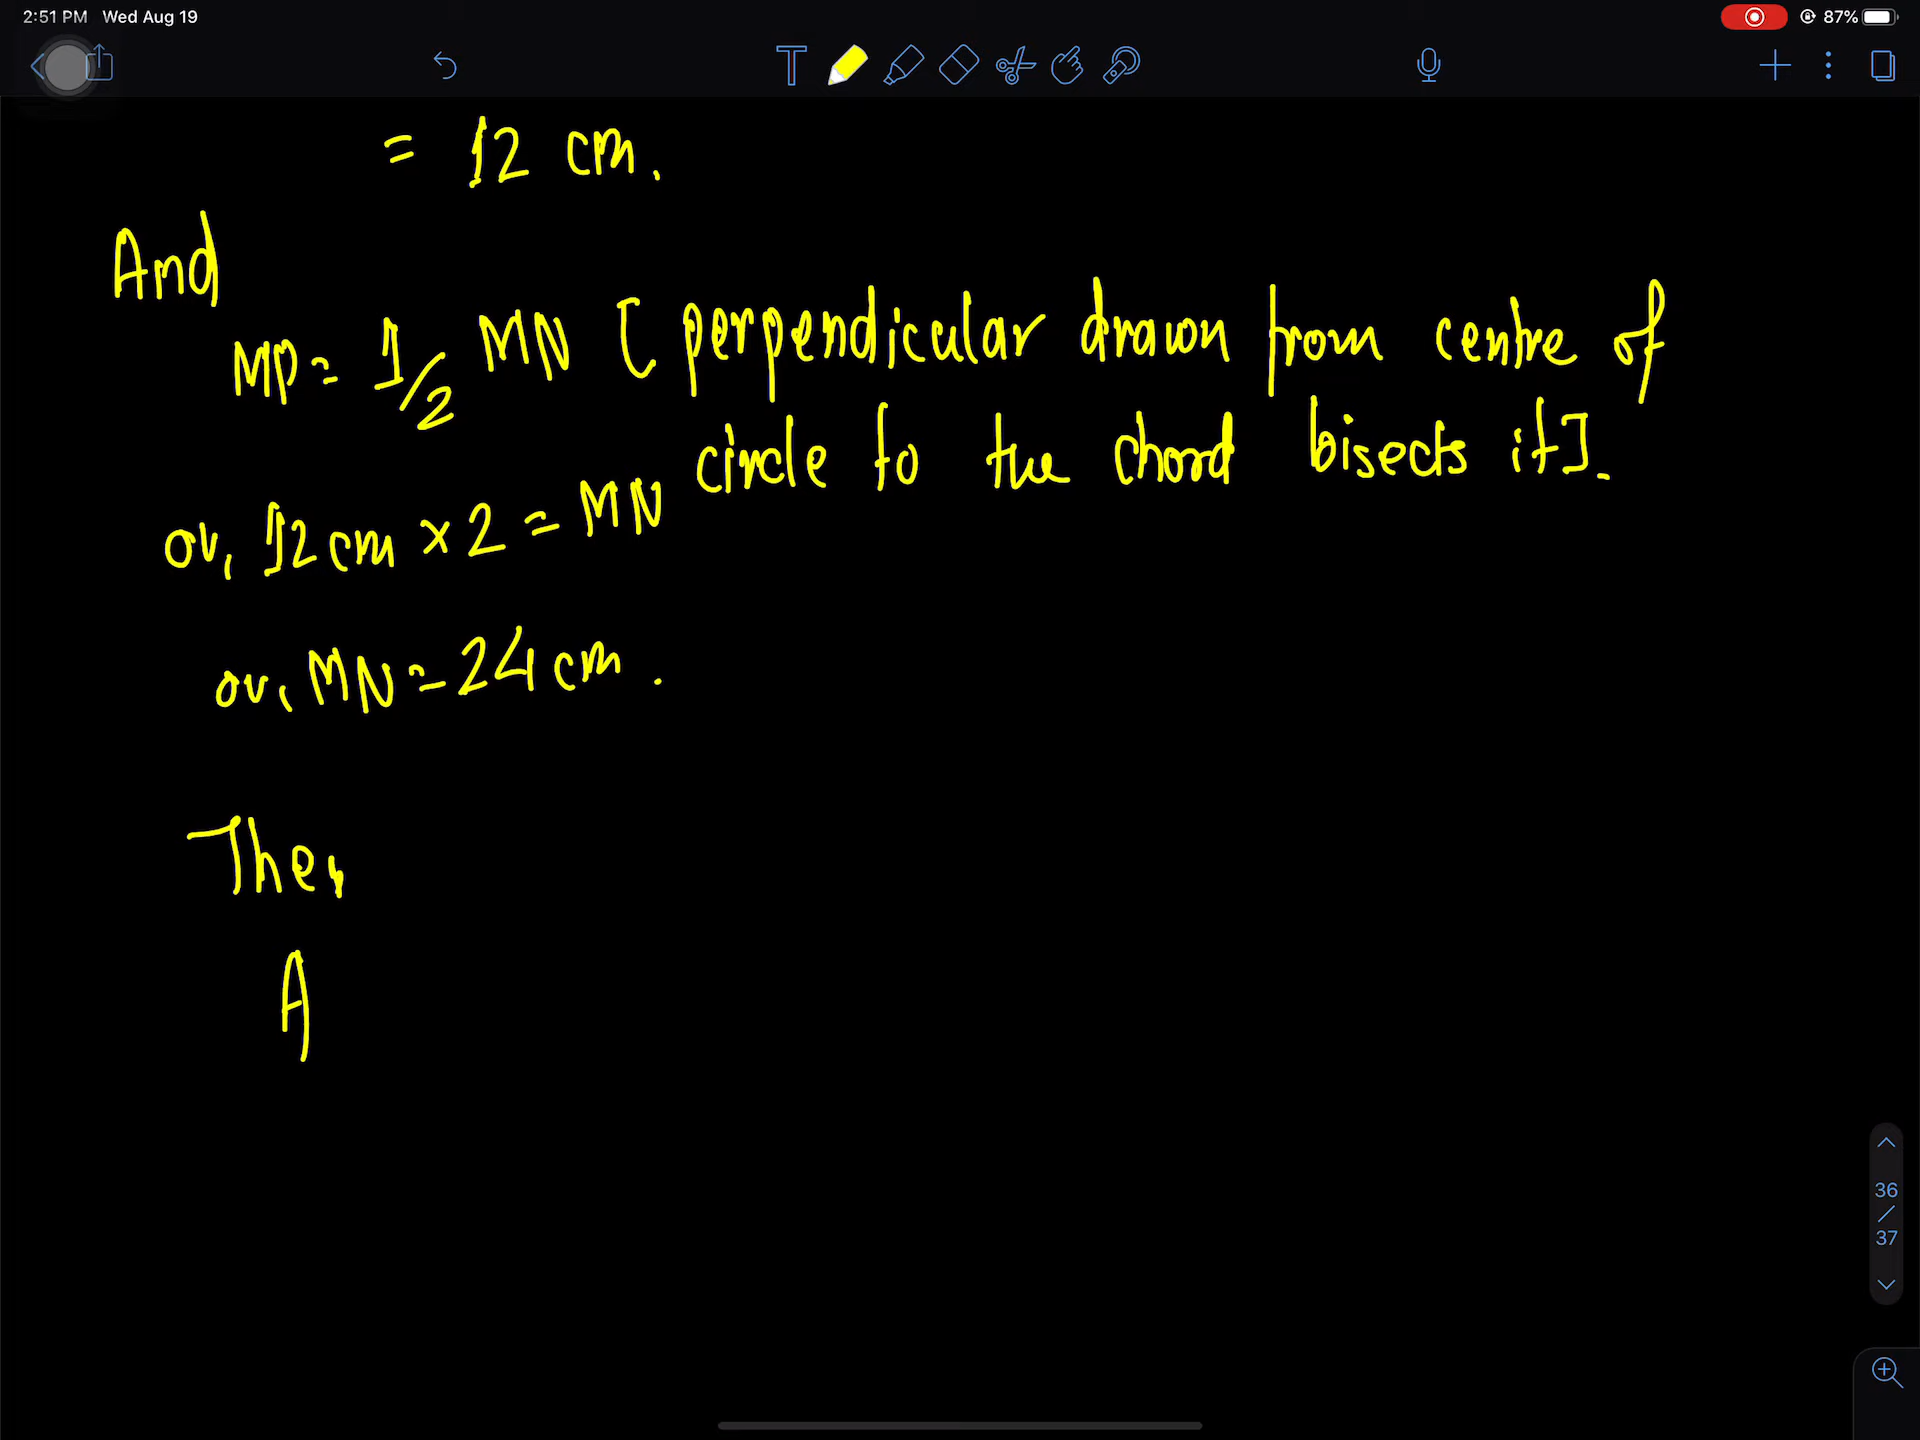 2:51 PM Wed Aug 19 87%
T
= 12 cm.
And
MP = 1/2 MN [ perpendicular drawn from centre of
circle to the chord bisects it].
or, 12 cm × 2 = MN
or, MN = 24 cm.
The,
A
36
/
37